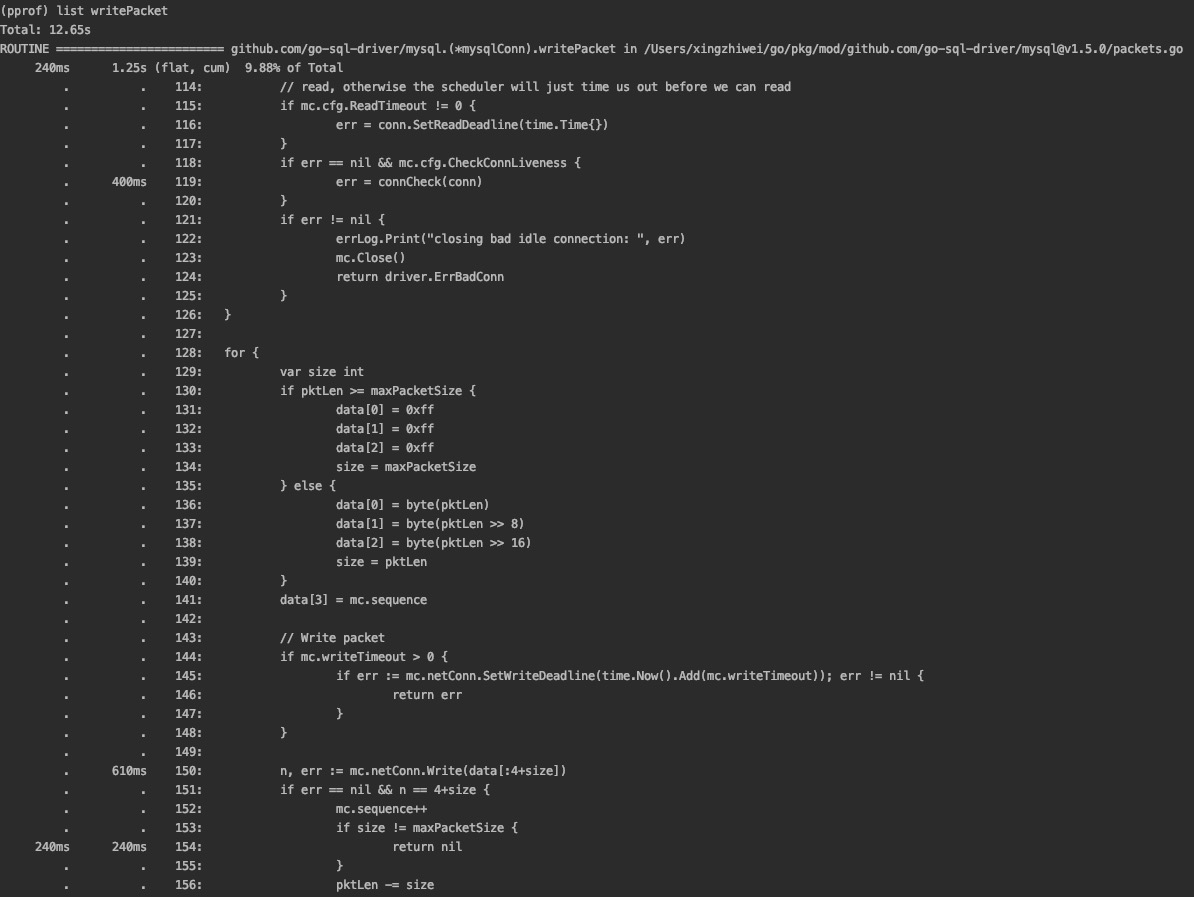 (pprof) list writePacket
Total: 12.65s
ROUTINE ======================== github.com/go-sql-driver/mysql.(*mysqlConn).writePacket in /Users/xingzhiwei/go/pkg/mod/github.com/go-sql-driver/mysql@v1.5.0/packets.go
     240ms      1.25s (flat, cum)  9.88% of Total
         .          .    114:           // read, otherwise the scheduler will just time us out before we can read
         .          .    115:           if mc.cfg.ReadTimeout != 0 {
         .          .    116:                   err = conn.SetReadDeadline(time.Time{})
         .          .    117:           }
         .          .    118:           if err == nil && mc.cfg.CheckConnLiveness {
         .      400ms    119:                   err = connCheck(conn)
         .          .    120:           }
         .          .    121:           if err != nil {
         .          .    122:                   errLog.Print("closing bad idle connection: ", err)
         .          .    123:                   mc.Close()
         .          .    124:                   return driver.ErrBadConn
         .          .    125:           }
         .          .    126:   }
         .          .    127:
         .          .    128:   for {
         .          .    129:           var size int
         .          .    130:           if pktLen >= maxPacketSize {
         .          .    131:                   data[0] = 0xff
         .          .    132:                   data[1] = 0xff
         .          .    133:                   data[2] = 0xff
         .          .    134:                   size = maxPacketSize
         .          .    135:           } else {
         .          .    136:                   data[0] = byte(pktLen)
         .          .    137:                   data[1] = byte(pktLen >> 8)
         .          .    138:                   data[2] = byte(pktLen >> 16)
         .          .    139:                   size = pktLen
         .          .    140:           }
         .          .    141:           data[3] = mc.sequence
         .          .    142:
         .          .    143:           // Write packet
         .          .    144:           if mc.writeTimeout > 0 {
         .          .    145:                   if err := mc.netConn.SetWriteDeadline(time.Now().Add(mc.writeTimeout)); err != nil {
         .          .    146:                           return err
         .          .    147:                   }
         .          .    148:           }
         .          .    149:
         .      610ms    150:           n, err := mc.netConn.Write(data[:4+size])
         .          .    151:           if err == nil && n == 4+size {
         .          .    152:                   mc.sequence++
         .          .    153:                   if size != maxPacketSize {
     240ms      240ms    154:                           return nil
         .          .    155:                   }
         .          .    156:                   pktLen -= size